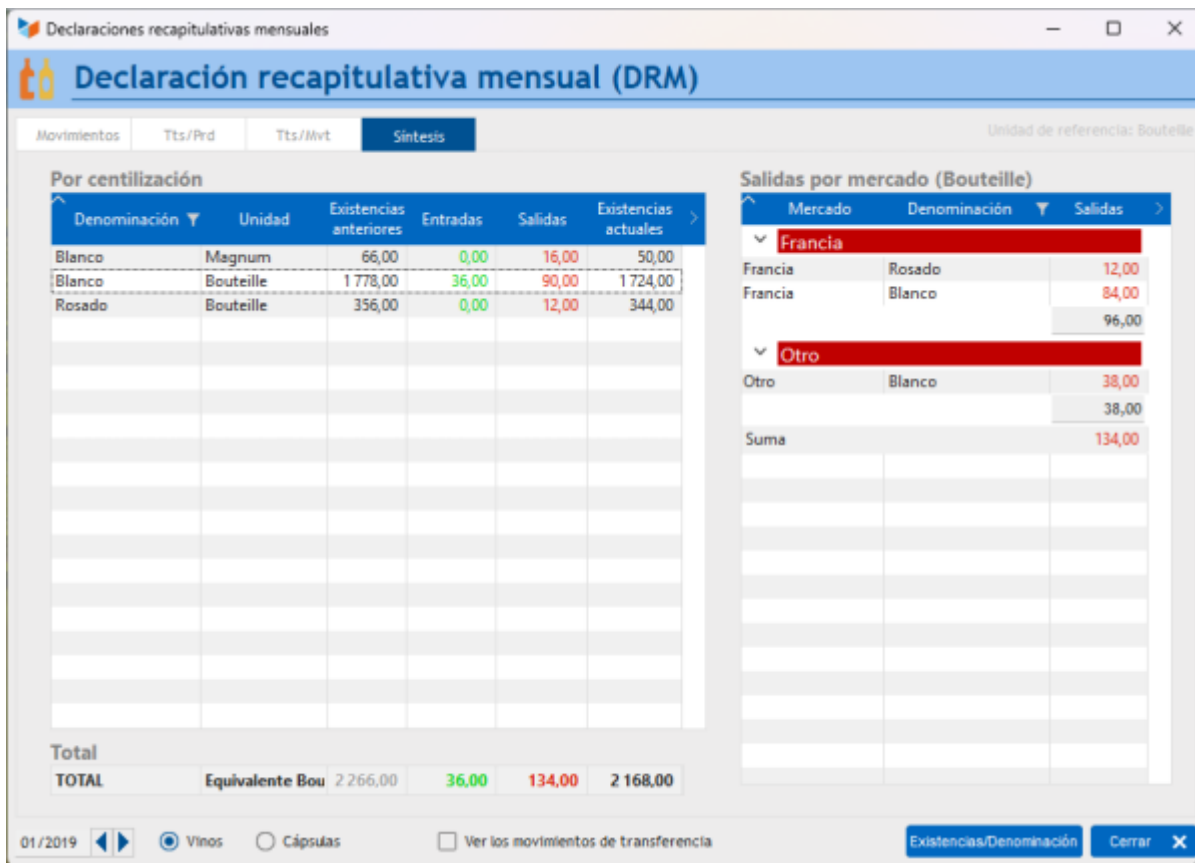 Declaraciones recapitulativas mensuales
Declaración recapitulativa mensual (DRM)
Movimientos Tts/Prd Tts/Mvt Síntesis Unidad de referencia: Bouteille
Por centilización
Denominación Unidad Existencias anteriores Entradas Salidas Existencias actuales
Blanco Magnum 66,00 0,00 16,00 50,00
Blanco Bouteille 1 778,00 36,00 90,00 1 724,00
Rosado Bouteille 356,00 0,00 12,00 344,00
Total
TOTAL Equivalente Bou 2 266,00 36,00 134,00 2 168,00
Salidas por mercado (Bouteille)
Mercado Denominación Salidas
Francia
Francia Rosado 12,00
Francia Blanco 84,00
96,00
Otro
Otro Blanco 38,00
38,00
Suma 134,00
01/2019 Vinos Cápsulas Ver los movimientos de transferencia Existencias/Denominación Cerrar